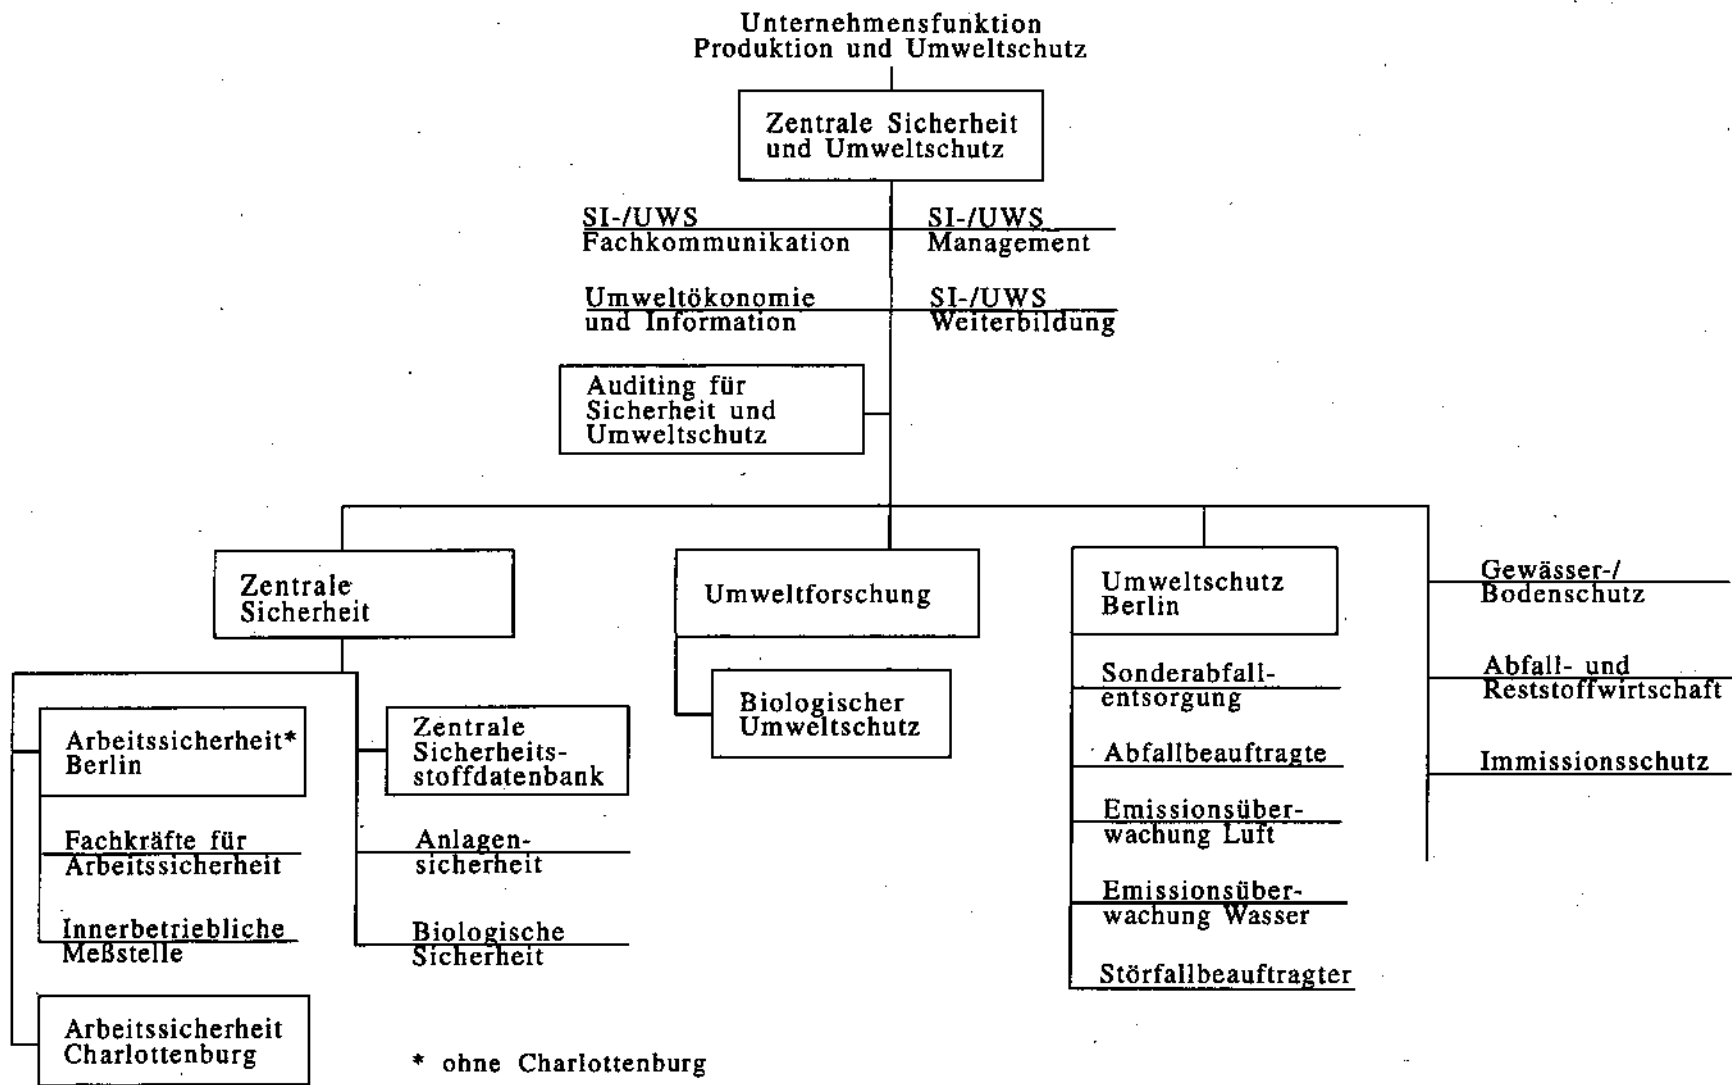 Unternehmensfunktion
Produktion und Umweltschutz
Zentrale Sicherheit
und Umweltschutz
SI-/UWS
Fachkommunikation
SI-/UWS
Management
Umweltökonomie
und Information
SI-/UWS
Weiterbildung
Auditing für
Sicherheit und
Umweltschutz
Zentrale
Sicherheit
Umweltforschung
Umweltschutz
Berlin
Gewässer-/
Bodenschutz
Abfall- und
Reststoffwirtschaft
Immissionsschutz
Arbeitssicherheit*
Berlin
Fachkräfte für
Arbeitssicherheit
Innerbetriebliche
Meßstelle
Arbeitssicherheit
Charlottenburg
Zentrale
Sicherheits-
stoffdatenbank
Anlagen-
sicherheit
Biologische
Sicherheit
Biologischer
Umweltschutz
Sonderabfall-
entsorgung
Abfallbeauftragte
Emissionsüber-
wachung Luft
Emissionsüber-
wachung Wasser
Störfallbeauftragter
* ohne Charlottenburg